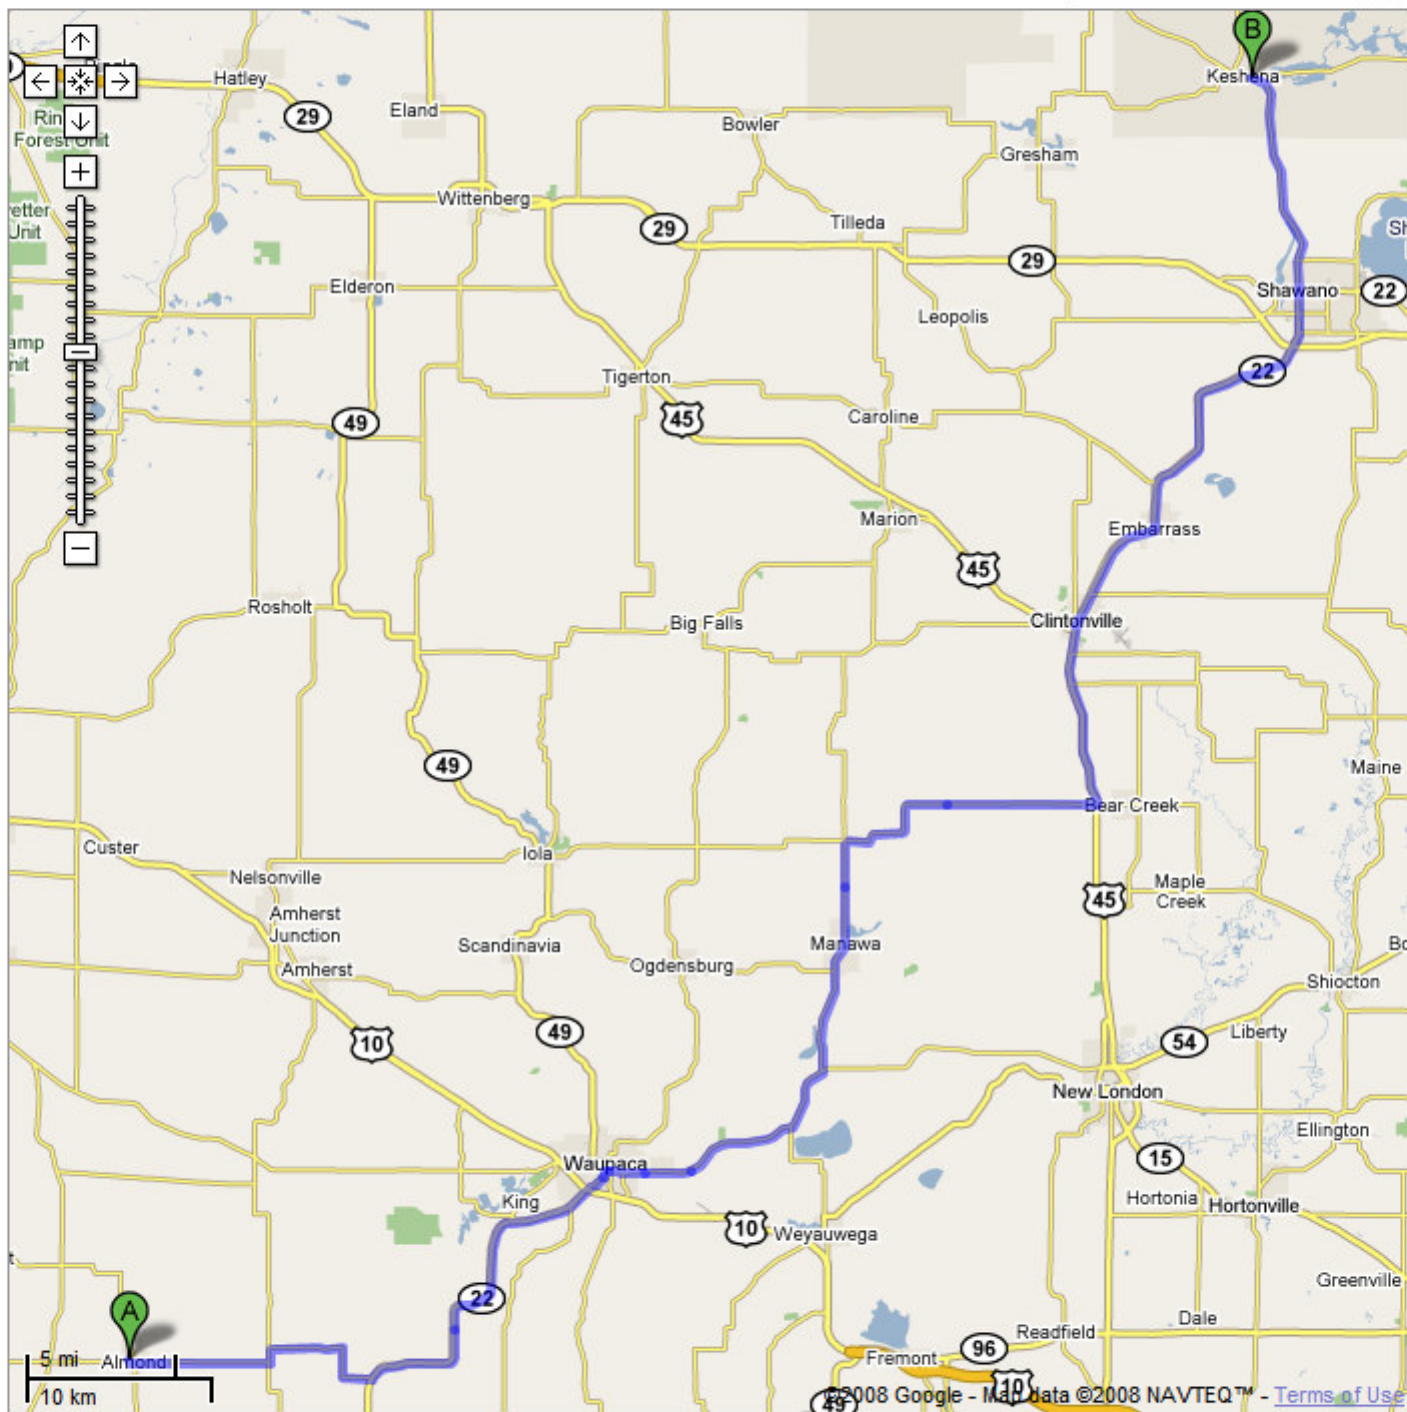 B
Hatley
Keshena
29
Eland
Bowler
Forest Unit
Gresham
Wittenberg
Unit
29
Tilleda
29
Elderon
Shawano
22
Leopolis
22
Tigerton
49
45
Caroline
Marion
Embarrass
45
Rosholt
Big Falls
Clintonville
49
Maine
Bear Creek
Custer
Iola
Nelsonville
Maple
Creek
45
Amherst
Junction
Scandinavia
Manawa
Ogdensburg
Amherst
Shiocton
49
Liberty
10
54
New London
Ellington
Waupaca
15
King
Hortonia
Hortonville
10
Weyauwega
Greenville
22
A
Dale
Readfield
96
5 mi
Almond
Fremont
10
10 km
49
©2008 Google - Map data ©2008 NAVTEQ™ - Terms of Use